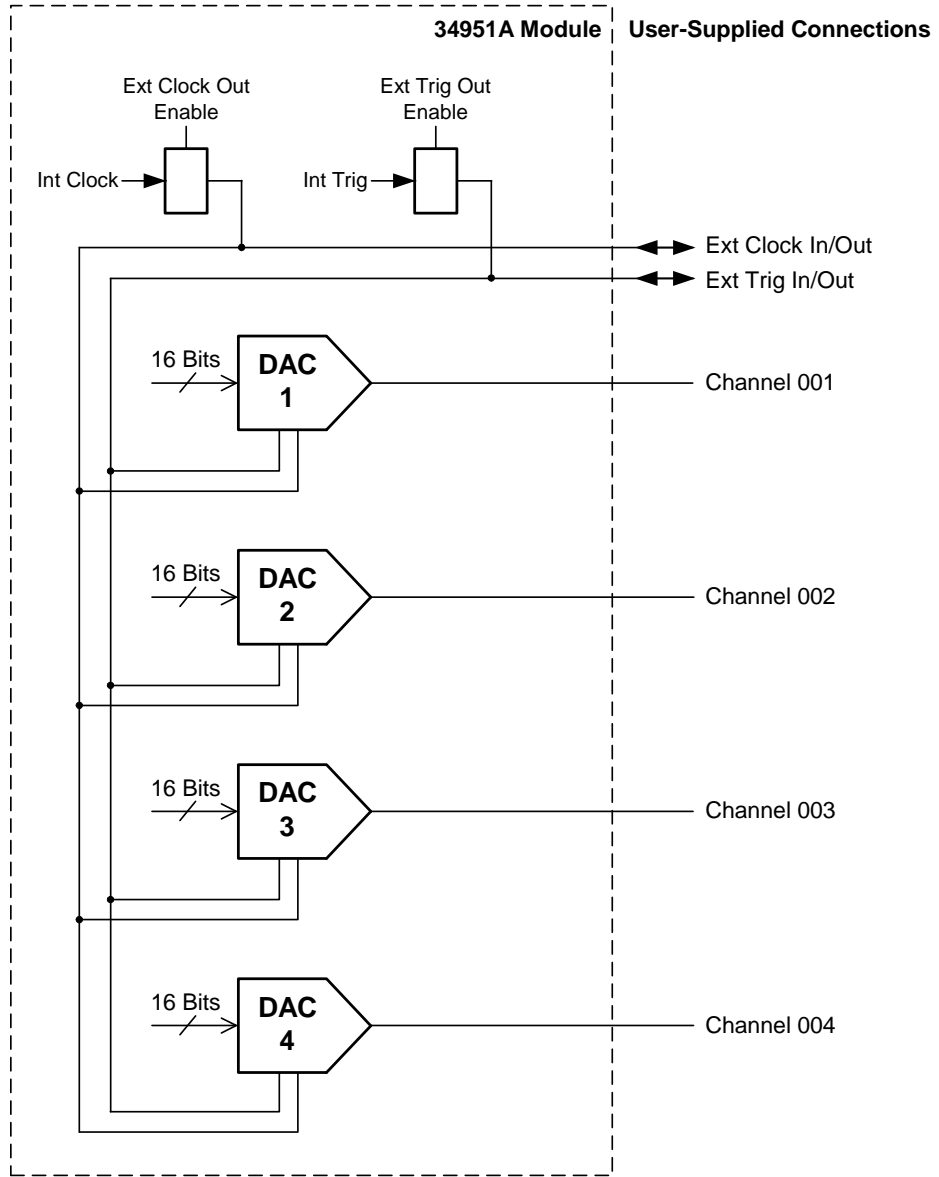 34951A Module
User-Supplied Connections
Ext Clock Out
Enable
Ext Trig Out
Enable
Int Clock
Int Trig
Ext Clock In/Out
Ext Trig In/Out
16 Bits
DAC
1
Channel 001
16 Bits
DAC
2
Channel 002
16 Bits
DAC
3
Channel 003
16 Bits
DAC
4
Channel 004